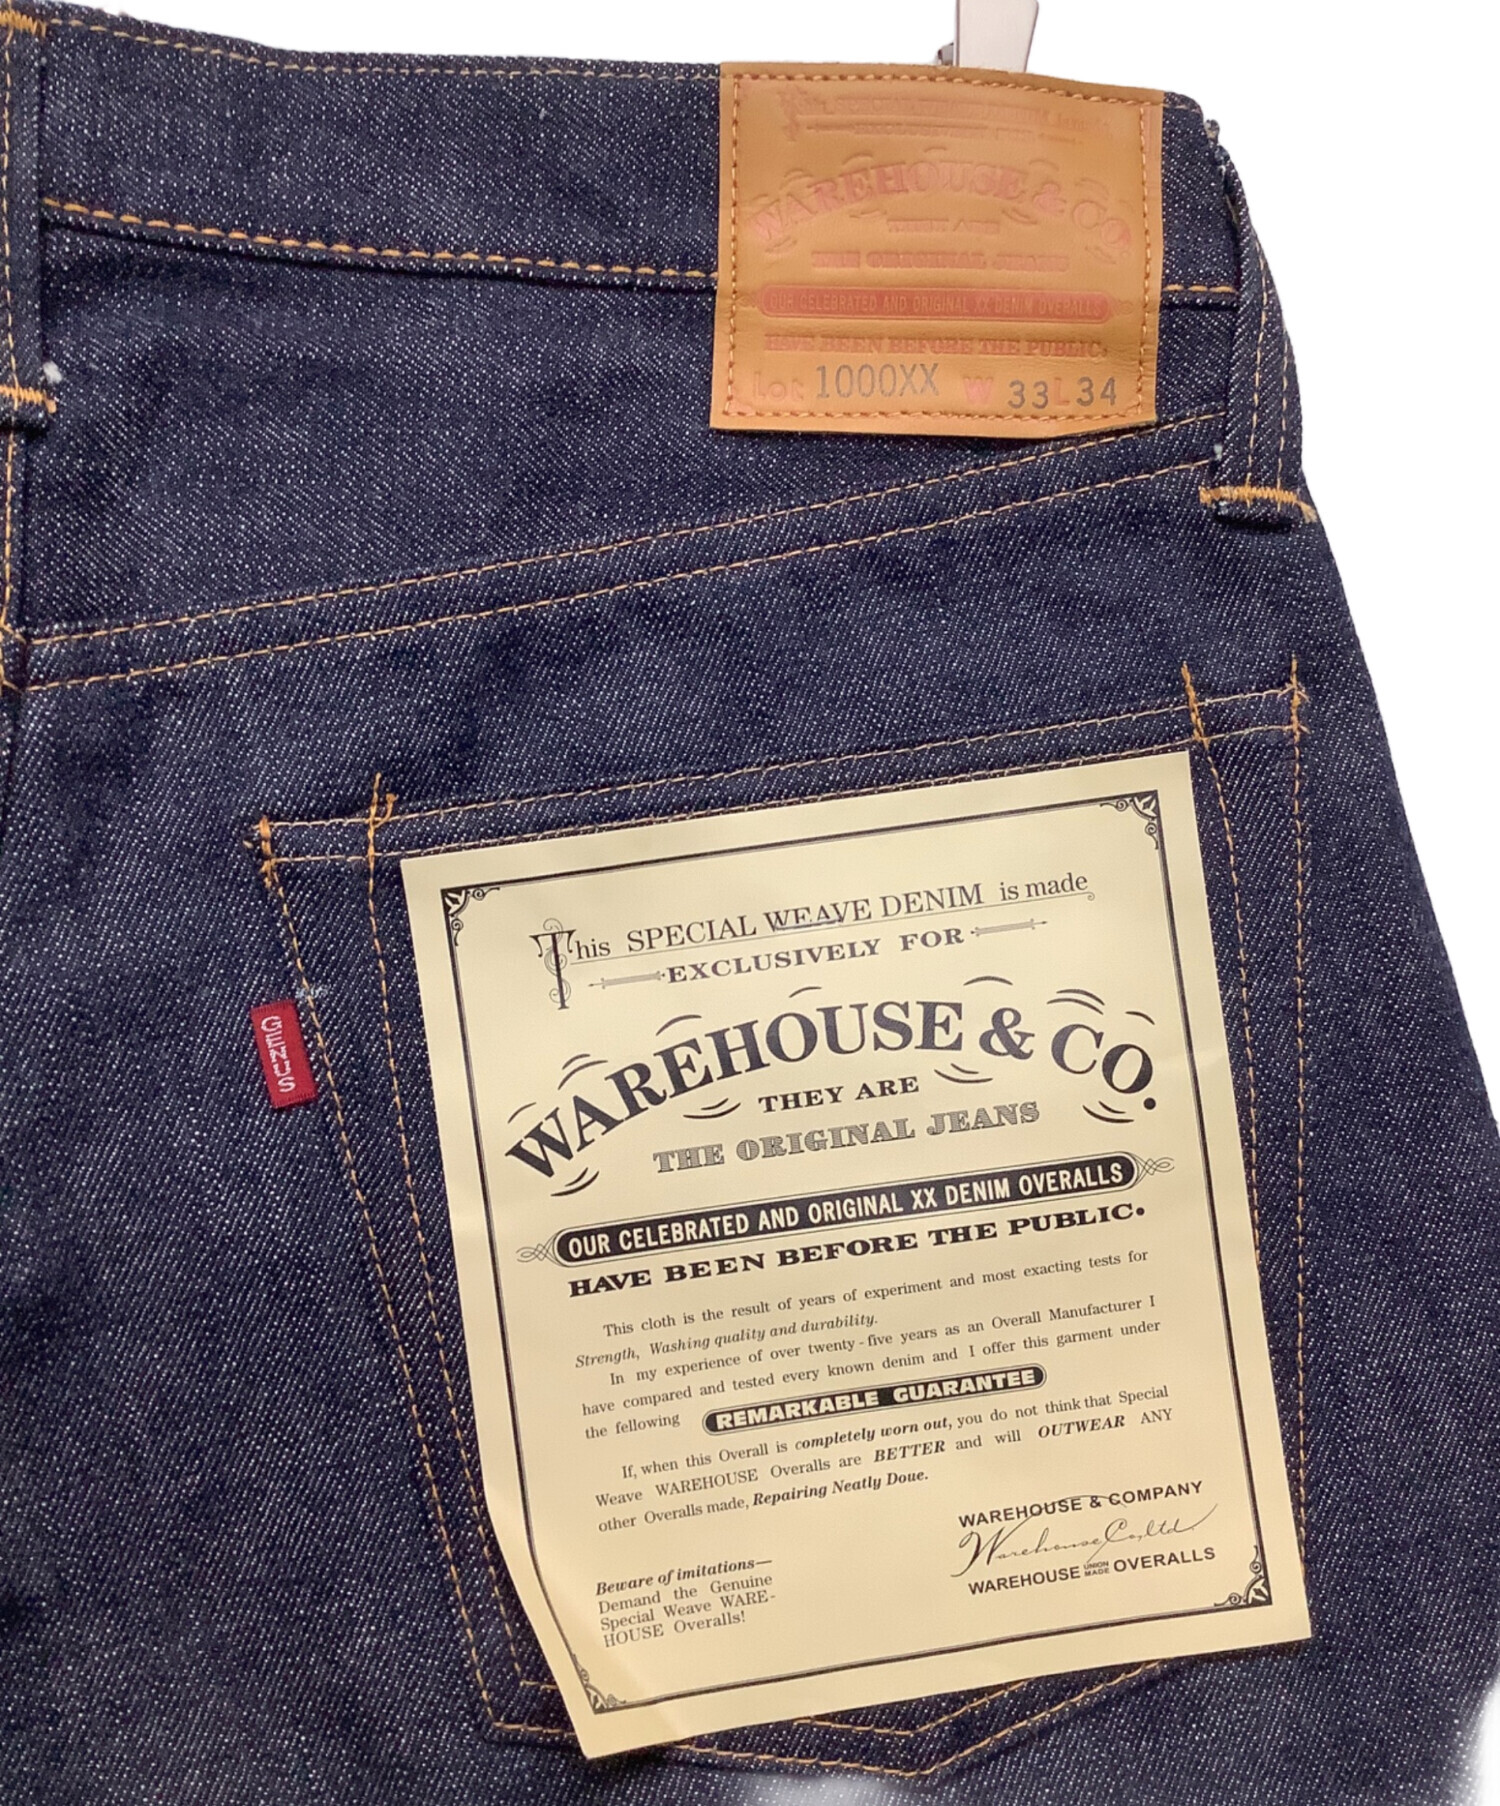 WAREHOUSE & CO.
THEY ARE
THE ORIGINAL JEANS
OUR CELEBRATED AND ORIGINAL XX DENIM OVERALLS
HAVE BEEN BEFORE THE PUBLIC.
Lot 1000XX W 33 L 34
GENUS
This SPECIAL WEAVE DENIM is made
EXCLUSIVELY FOR
WAREHOUSE & CO.
THEY ARE
THE ORIGINAL JEANS
OUR CELEBRATED AND ORIGINAL XX DENIM OVERALLS
HAVE BEEN BEFORE THE PUBLIC.
This cloth is the result of years of experiment and most exacting tests for
Strength, Washing quality and durability.
In my experience of over twenty-five years as an Overall Manufacturer I
have compared and tested every known denim and I offer this garment under
the fellowing REMARKABLE GUARANTEE
If, when this Overall is completely worn out, you do not think that Special
Weave WAREHOUSE Overalls are BETTER and will OUTWEAR ANY
other Overalls made, Repairing Neatly Doue.
WAREHOUSE & COMPANY
Warehouse Co, ltd.
WAREHOUSE UNION MADE OVERALLS
Beware of imitations—
Demand the Genuine
Special Weave WARE-
HOUSE Overalls!